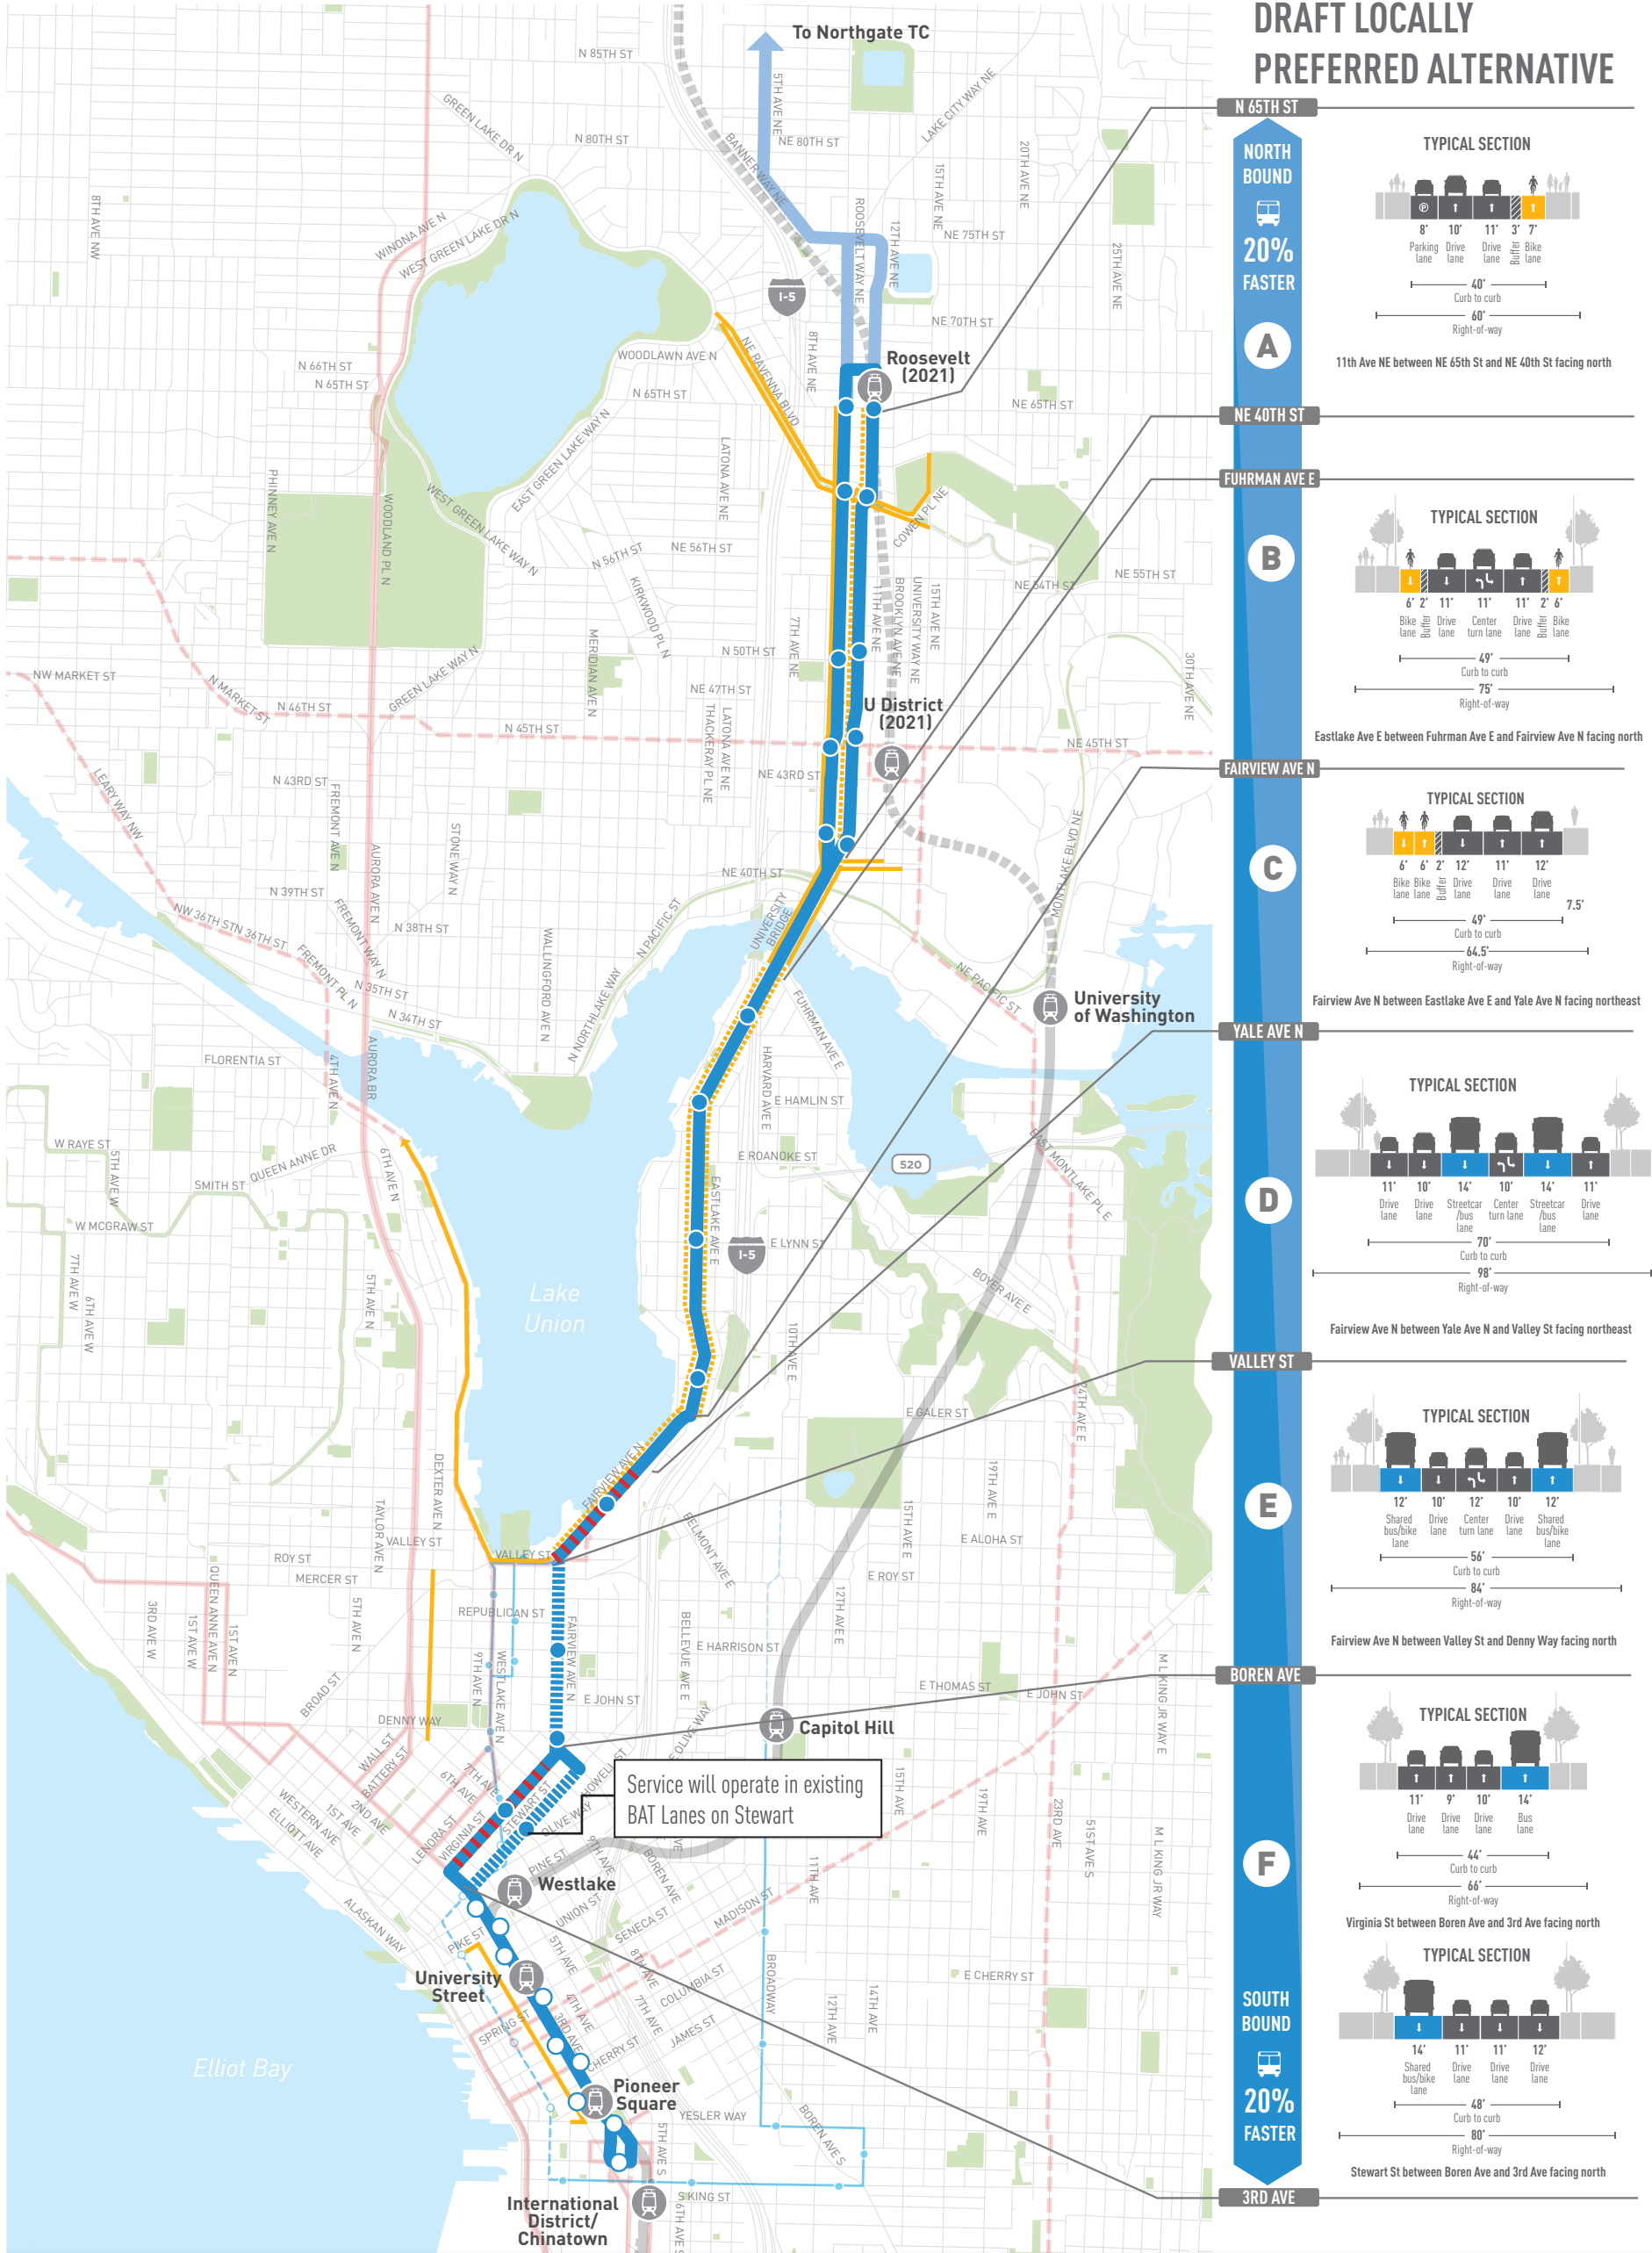 DRAFT LOCALLY
PREFERRED ALTERNATIVE
To Northgate TC
N 85TH ST
5TH AVE NE
LAKE CITY WAY NE
GREEN LAKE DR N
N 80TH ST
BANNER WAY NE
NE 80TH ST
20TH AVE NE
15TH AVE NE
8TH AVE NW
WINONA AVE N
WEST GREEN LAKE DR N
ROOSEVELT WAY NE
12TH AVE NE
NE 75TH ST
25TH AVE NE
I-5
NE 70TH ST
WOODLAWN AVE N
NE RAVENNA BLVD
8TH AVE NE
Roosevelt
(2021)
N 66TH ST
N 65TH ST
N 65TH ST
NE 65TH ST
EAST GREEN LAKE WAY N
LATONA AVE NE
PHINNEY AVE N
WOODLAND PL N
WEST GREEN LAKE WAY N
COWEN PL NE
N 56TH ST
NE 56TH ST
KIRKWOOD PL N
11TH AVE NE
BROOKLYN AVE NE
UNIVERSITY WAY NE
15TH AVE NE
NE 54TH ST
NE 55TH ST
MERIDIAN AVE N
7TH AVE NE
N 50TH ST
30TH AVE NE
GREEN LAKE WAY N
NW MARKET ST
N MARKET ST
N 46TH ST
NE 47TH ST
U District
(2021)
N 45TH ST
THACKERAY PL NE
LATONA AVE NE
NE 45TH ST
LEARY WAY NW
N 43RD ST
NE 43RD ST
FREMONT AVE N
AURORA AVE N
STONE WAY N
MONTLAKE BLVD NE
N 39TH ST
NE 40TH ST
NW 36TH ST
N 36TH ST
FREMONT WAY N
N 38TH ST
N PACIFIC ST
UNIVERSITY
BRIDGE
FREMONT PL N
N 35TH ST
WALLINGFORD AVE N
N NORTHLAKE WAY
NE PACIFIC ST
University
of Washington
N 34TH ST
FUHRMAN AVE E
FLORENTIA ST
4TH AVE N
AURORA BR
HARVARD AVE E
E HAMLIN ST
W RAYE ST
5TH AVE W
QUEEN ANNE DR
SMITH ST
6TH AVE N
E ROANOKE ST
520
EAST MONTLAKE PL E
W MCGRAW ST
EASTLAKE AVE E
7TH AVE W
6TH AVE W
5TH AVE N
I-5
E LYNN ST
BOYER AVE E
Lake
Union
10TH AVE E
24TH AVE E
E GALER ST
DEXTER AVE N
TAYLOR AVE N
FAIRVIEW AVE N
19TH AVE E
15TH AVE E
BELMONT AVE E
E ALOHA ST
VALLEY ST
VALLEY ST
ROY ST
MERCER ST
E ROY ST
QUEEN ANNE AVE N
3RD AVE W
1ST AVE W
1ST AVE N
5TH AVE N
REPUBLICAN ST
FAIRVIEW AVE N
BELLEVUE AVE E
12TH AVE E
E HARRISON ST
9TH AVE N
WESTLAKE AVE N
BROAD ST
E JOHN ST
E THOMAS ST
E JOHN ST
M L KING JR WAY E
DENNY WAY
Capitol Hill
E OLIVE WAY
WALL ST
BATTERY ST
7TH AVE
6TH AVE
STEWART ST
HOWELL ST
OLIVE WAY
Service will operate in existing
BAT Lanes on Stewart
WESTERN AVE
ELLIOTT AVE
1ST AVE
2ND AVE
LENORA ST
VIRGINIA ST
15TH AVE
19TH AVE
23RD AVE
51ST AVE S
M L KING JR WAY
PINE ST
9TH AVE
BOREN AVE
Westlake
11TH AVE
UNION ST
SENECA ST
MADISON ST
ALASKAN WAY
PIKE ST
5TH AVE
8TH AVE
University
Street
COLUMBIA ST
BROADWAY
E CHERRY ST
4TH AVE
3RD AVE
7TH AVE
JAMES ST
12TH AVE
14TH AVE
SPRING ST
CHERRY ST
Elliot Bay
Pioneer
Square
YESLER WAY
BOREN AVE S
5TH AVE S
S KING ST
6TH AVE S
International
District/
Chinatown
N 65TH ST
NORTH
BOUND
20%
FASTER
A
TYPICAL SECTION
P
8' 10' 11' 3' 7'
Parking lane Drive lane Drive lane Buffer Bike lane
40'
Curb to curb
60'
Right-of-way
11th Ave NE between NE 65th St and NE 40th St facing north
NE 40TH ST
FUHRMAN AVE E
B
TYPICAL SECTION
6' 2' 11' 11' 11' 2' 6'
Bike lane Buffer Drive lane Center turn lane Drive lane Buffer Bike lane
49'
Curb to curb
75'
Right-of-way
Eastlake Ave E between Fuhrman Ave E and Fairview Ave N facing north
FAIRVIEW AVE N
C
TYPICAL SECTION
6' 6' 2' 12' 11' 12'
Bike lane Bike lane Buffer Drive lane Drive lane Drive lane
7.5'
49'
Curb to curb
64.5'
Right-of-way
Fairview Ave N between Eastlake Ave E and Yale Ave N facing northeast
YALE AVE N
D
TYPICAL SECTION
11' 10' 14' 10' 14' 11'
Drive lane Drive lane Streetcar /bus lane Center turn lane Streetcar /bus lane Drive lane
70'
Curb to curb
98'
Right-of-way
Fairview Ave N between Yale Ave N and Valley St facing northeast
VALLEY ST
E
TYPICAL SECTION
12' 10' 12' 10' 12'
Shared bus/bike lane Drive lane Center turn lane Drive lane Shared bus/bike lane
56'
Curb to curb
84'
Right-of-way
Fairview Ave N between Valley St and Denny Way facing north
BOREN AVE
F
TYPICAL SECTION
11' 9' 10' 14'
Drive lane Drive lane Drive lane Bus lane
44'
Curb to curb
66'
Right-of-way
Virginia St between Boren Ave and 3rd Ave facing north
TYPICAL SECTION
SOUTH
BOUND
20%
FASTER
14' 11' 11' 12'
Shared bus/bike lane Drive lane Drive lane Drive lane
48'
Curb to curb
80'
Right-of-way
Stewart St between Boren Ave and 3rd Ave facing north
3RD AVE